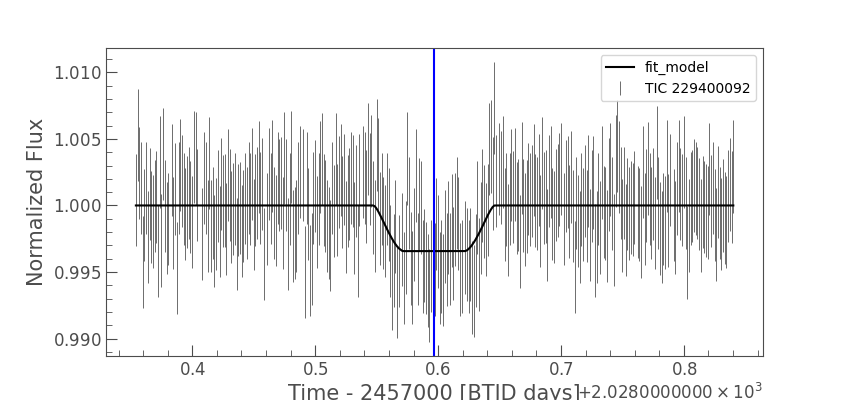 fit_model
TIC 229400092
Normalized Flux
1.010
1.005
1.000
0.995
0.990
0.4 0.5 0.6 0.7 0.8
Time - 2457000 [BTJD days]
+2.0280000000 × 10³